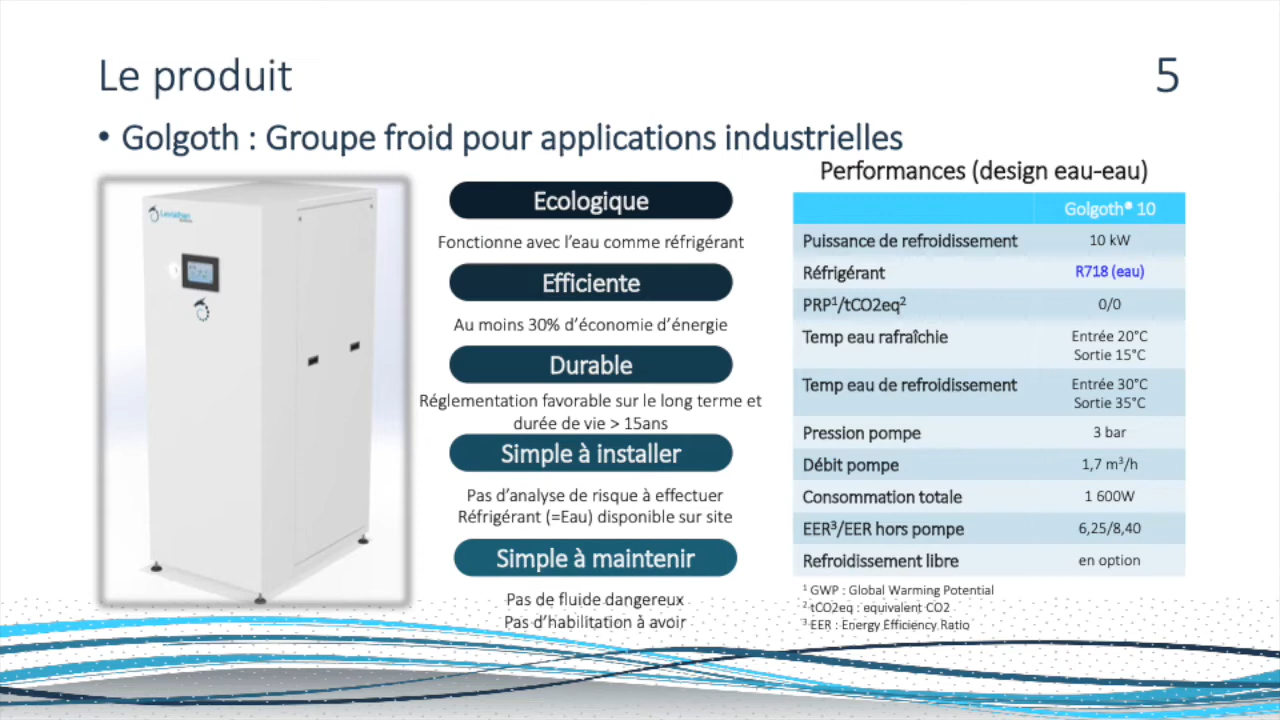 Le produit
5
• Golgoth : Groupe froid pour applications industrielles
Leviathan
Ecologique
Fonctionne avec l’eau comme réfrigérant
Efficiente
Au moins 30% d’économie d’énergie
Durable
Réglementation favorable sur le long terme et
durée de vie > 15ans
Simple à installer
Pas d’analyse de risque à effectuer
Réfrigérant (=Eau) disponible sur site
Simple à maintenir
Pas de fluide dangereux
Pas d’habilitation à avoir
Performances (design eau-eau)
Golgoth® 10
Puissance de refroidissement 10 kW
Réfrigérant R718 (eau)
PRP¹/tCO2eq² 0/0
Temp eau rafraîchie Entrée 20°C
Sortie 15°C
Temp eau de refroidissement Entrée 30°C
Sortie 35°C
Pression pompe 3 bar
Débit pompe 1,7 m³/h
Consommation totale 1 600W
EER³/EER hors pompe 6,25/8,40
Refroidissement libre en option
¹ GWP : Global Warming Potential
² tCO2eq : equivalent CO2
³ EER : Energy Efficiency Ratio